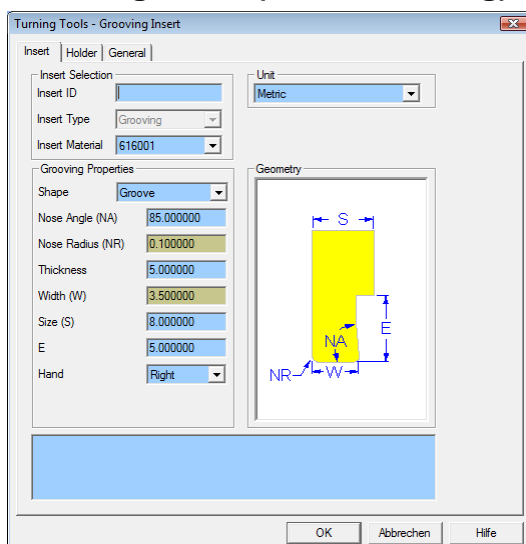 Turning Tools - Grooving Insert
Insert Holder General
Insert Selection
Insert ID
Insert Type Grooving
Insert Material 616001
Unit
Metric
Grooving Properties
Shape Groove
Nose Angle (NA) 85.000000
Nose Radius (NR) 0.100000
Thickness 5.000000
Width (W) 3.500000
Size (S) 8.000000
E 5.000000
Hand Right
Geometry
S
E
NA
NR
W
OK Abbrechen Hilfe